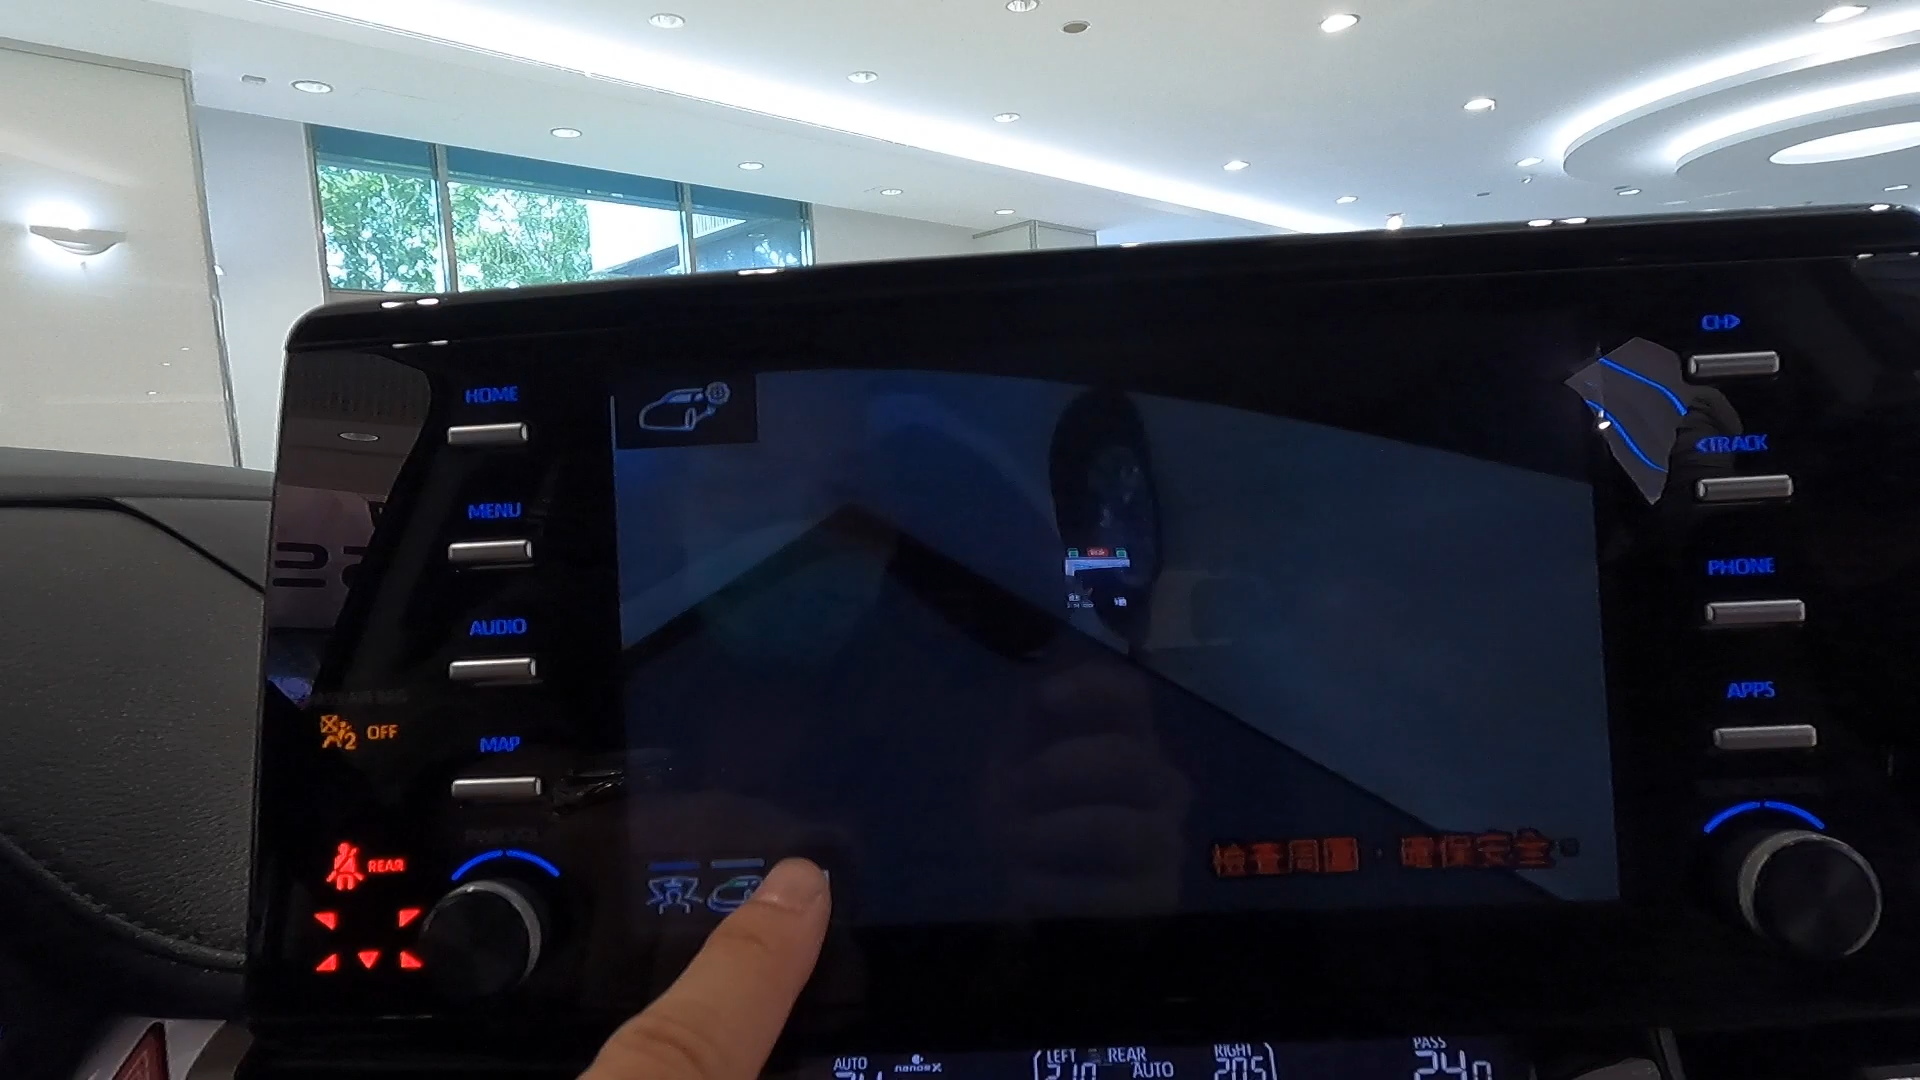 HOME
MENU
AUDIO
MAP
OFF
REAR
CH>
<TRACK
PHONE
APPS
檢查周圍,確保安全。
AUTO
nanoeX
LEFT
REAR
AUTO
RIGHT
PASS